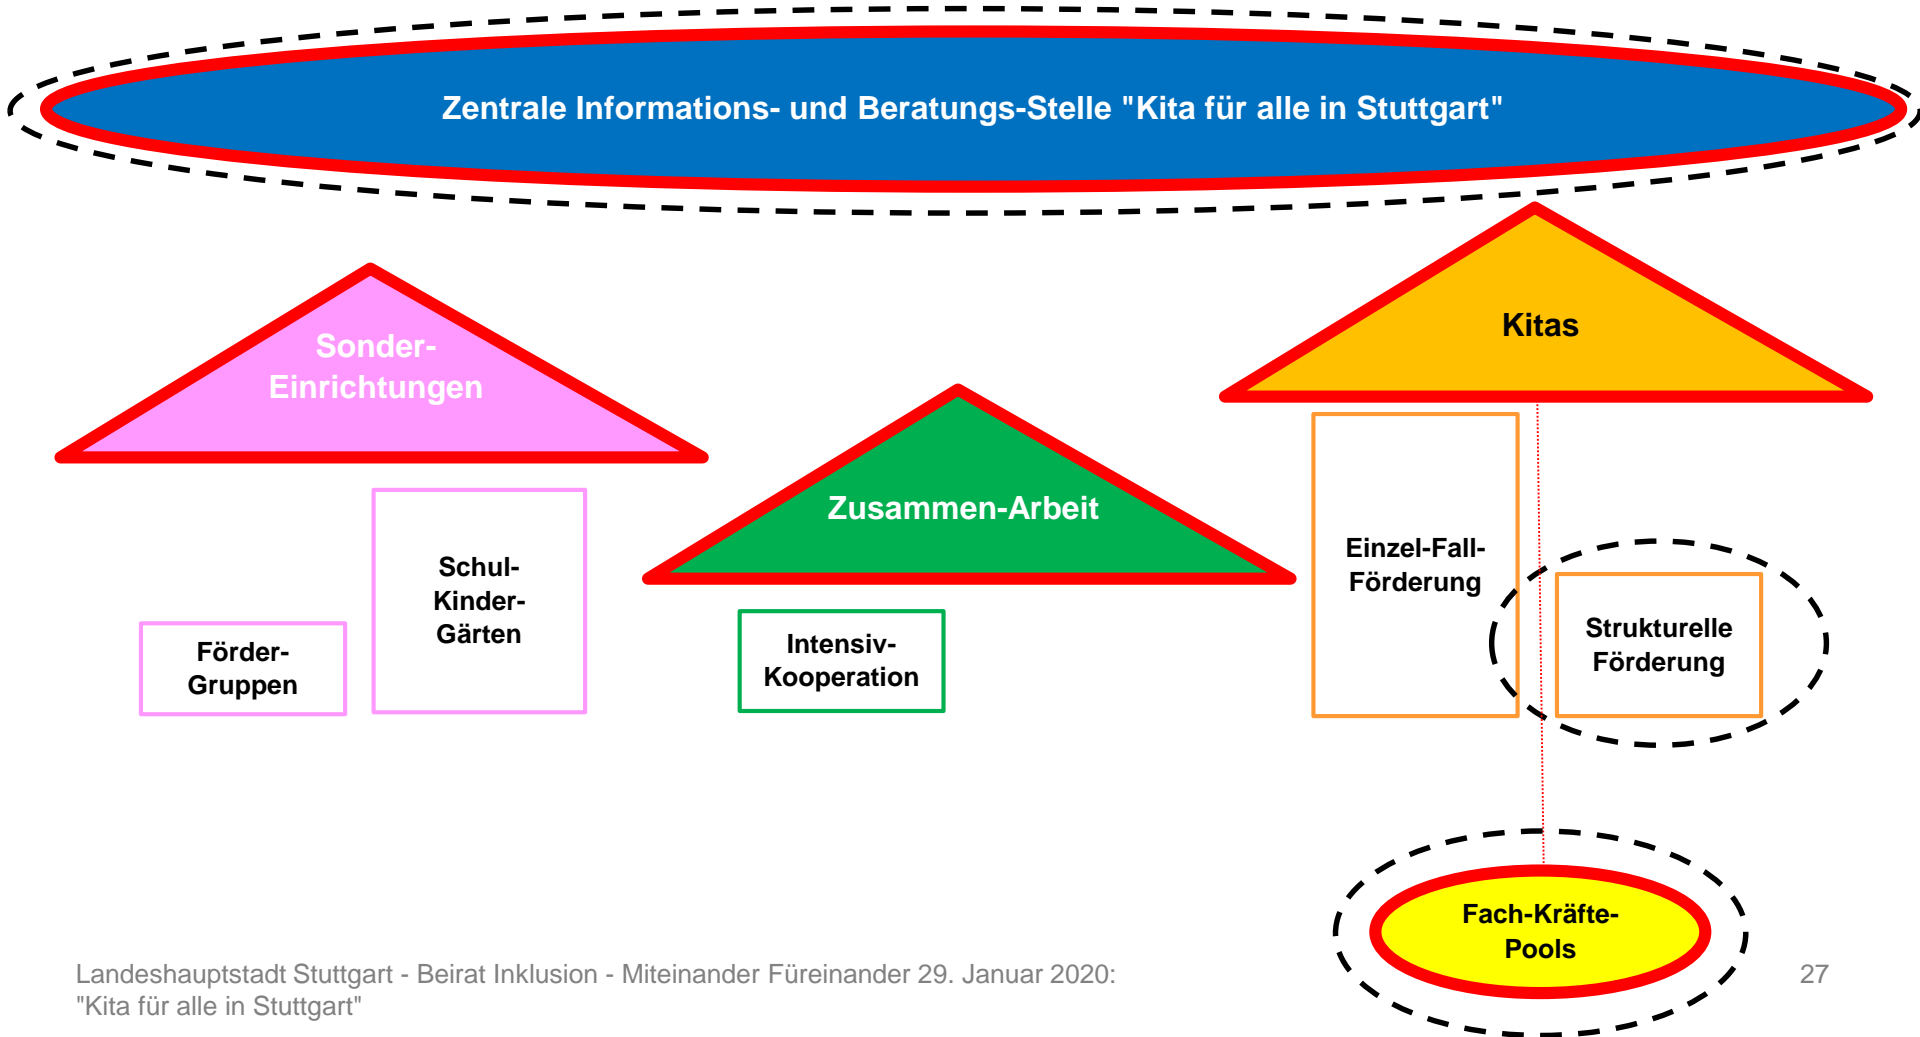 Zentrale Informations- und Beratungs-Stelle "Kita für alle in Stuttgart"
Sonder-
Einrichtungen
Förder-
Gruppen
Schul-
Kinder-
Gärten
Zusammen-Arbeit
Intensiv-
Kooperation
Kitas
Einzel-Fall-
Förderung
Strukturelle
Förderung
Fach-Kräfte-
Pools
Landeshauptstadt Stuttgart - Beirat Inklusion - Miteinander Füreinander 29. Januar 2020:
"Kita für alle in Stuttgart"
27